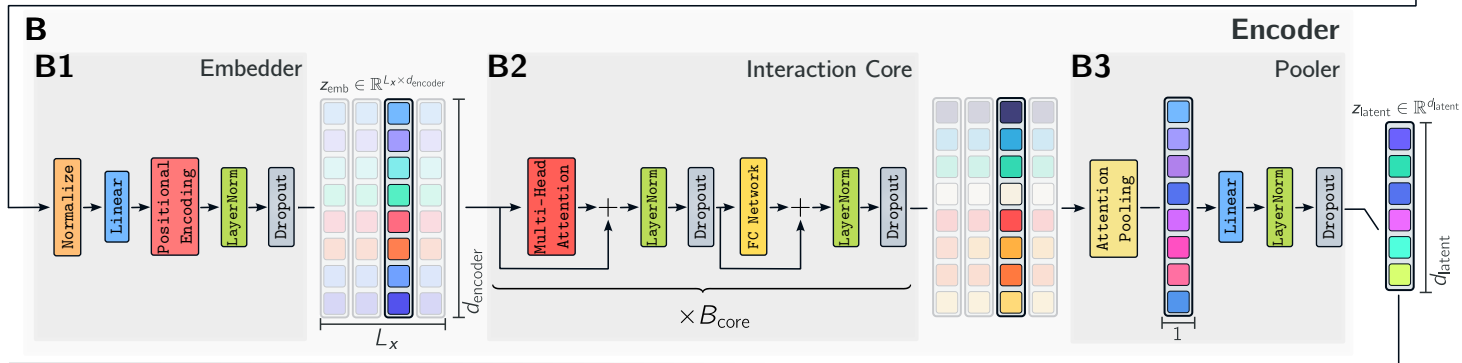 B
Encoder
B1
Embedder
Normalize
Linear
Positional
Encoding
LayerNorm
Dropout
z_emb ∈ ℝ^{L_x × d_encoder}
d_encoder
L_x
B2
Interaction Core
Multi-Head
Attention
+
LayerNorm
Dropout
FC Network
+
LayerNorm
Dropout
× B_core
B3
Pooler
Attention
Pooling
1
Linear
LayerNorm
Dropout
z_latent ∈ ℝ^{d_latent}
d_latent